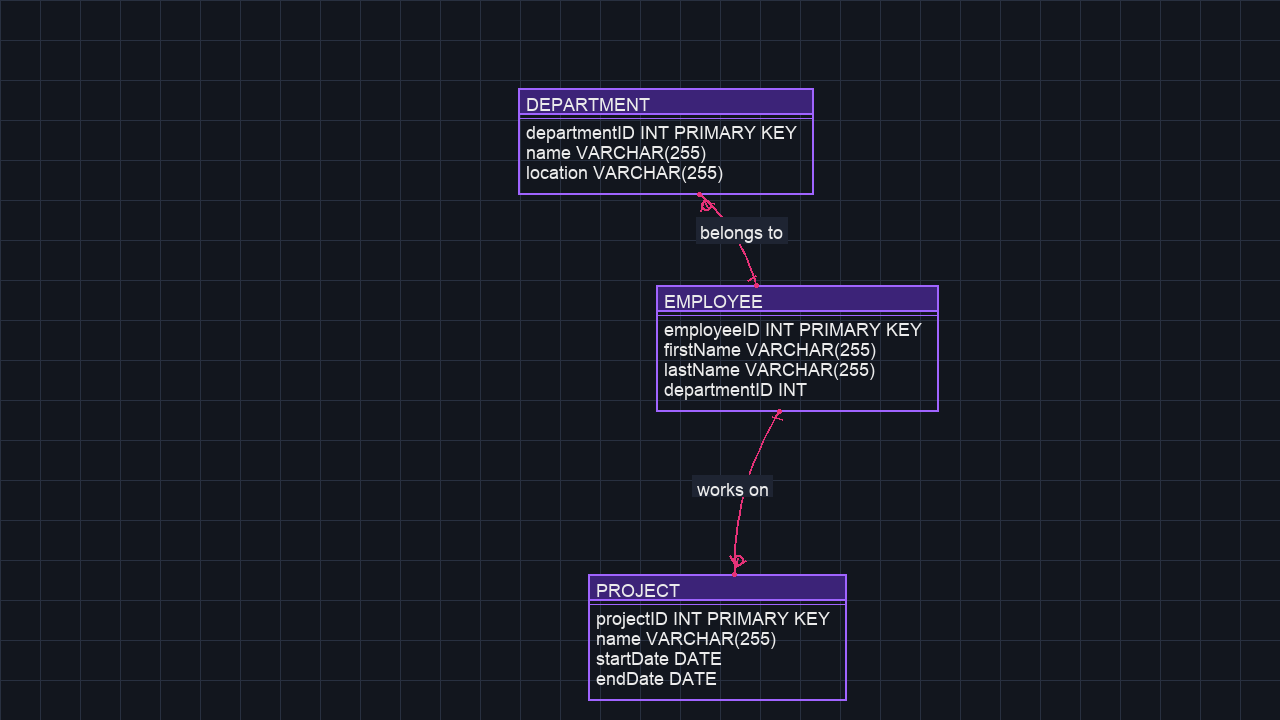 DEPARTMENT
departmentID INT PRIMARY KEY
name VARCHAR(255)
location VARCHAR(255)
belongs to
EMPLOYEE
employeeID INT PRIMARY KEY
firstName VARCHAR(255)
lastName VARCHAR(255)
departmentID INT
works on
PROJECT
projectID INT PRIMARY KEY
name VARCHAR(255)
startDate DATE
endDate DATE